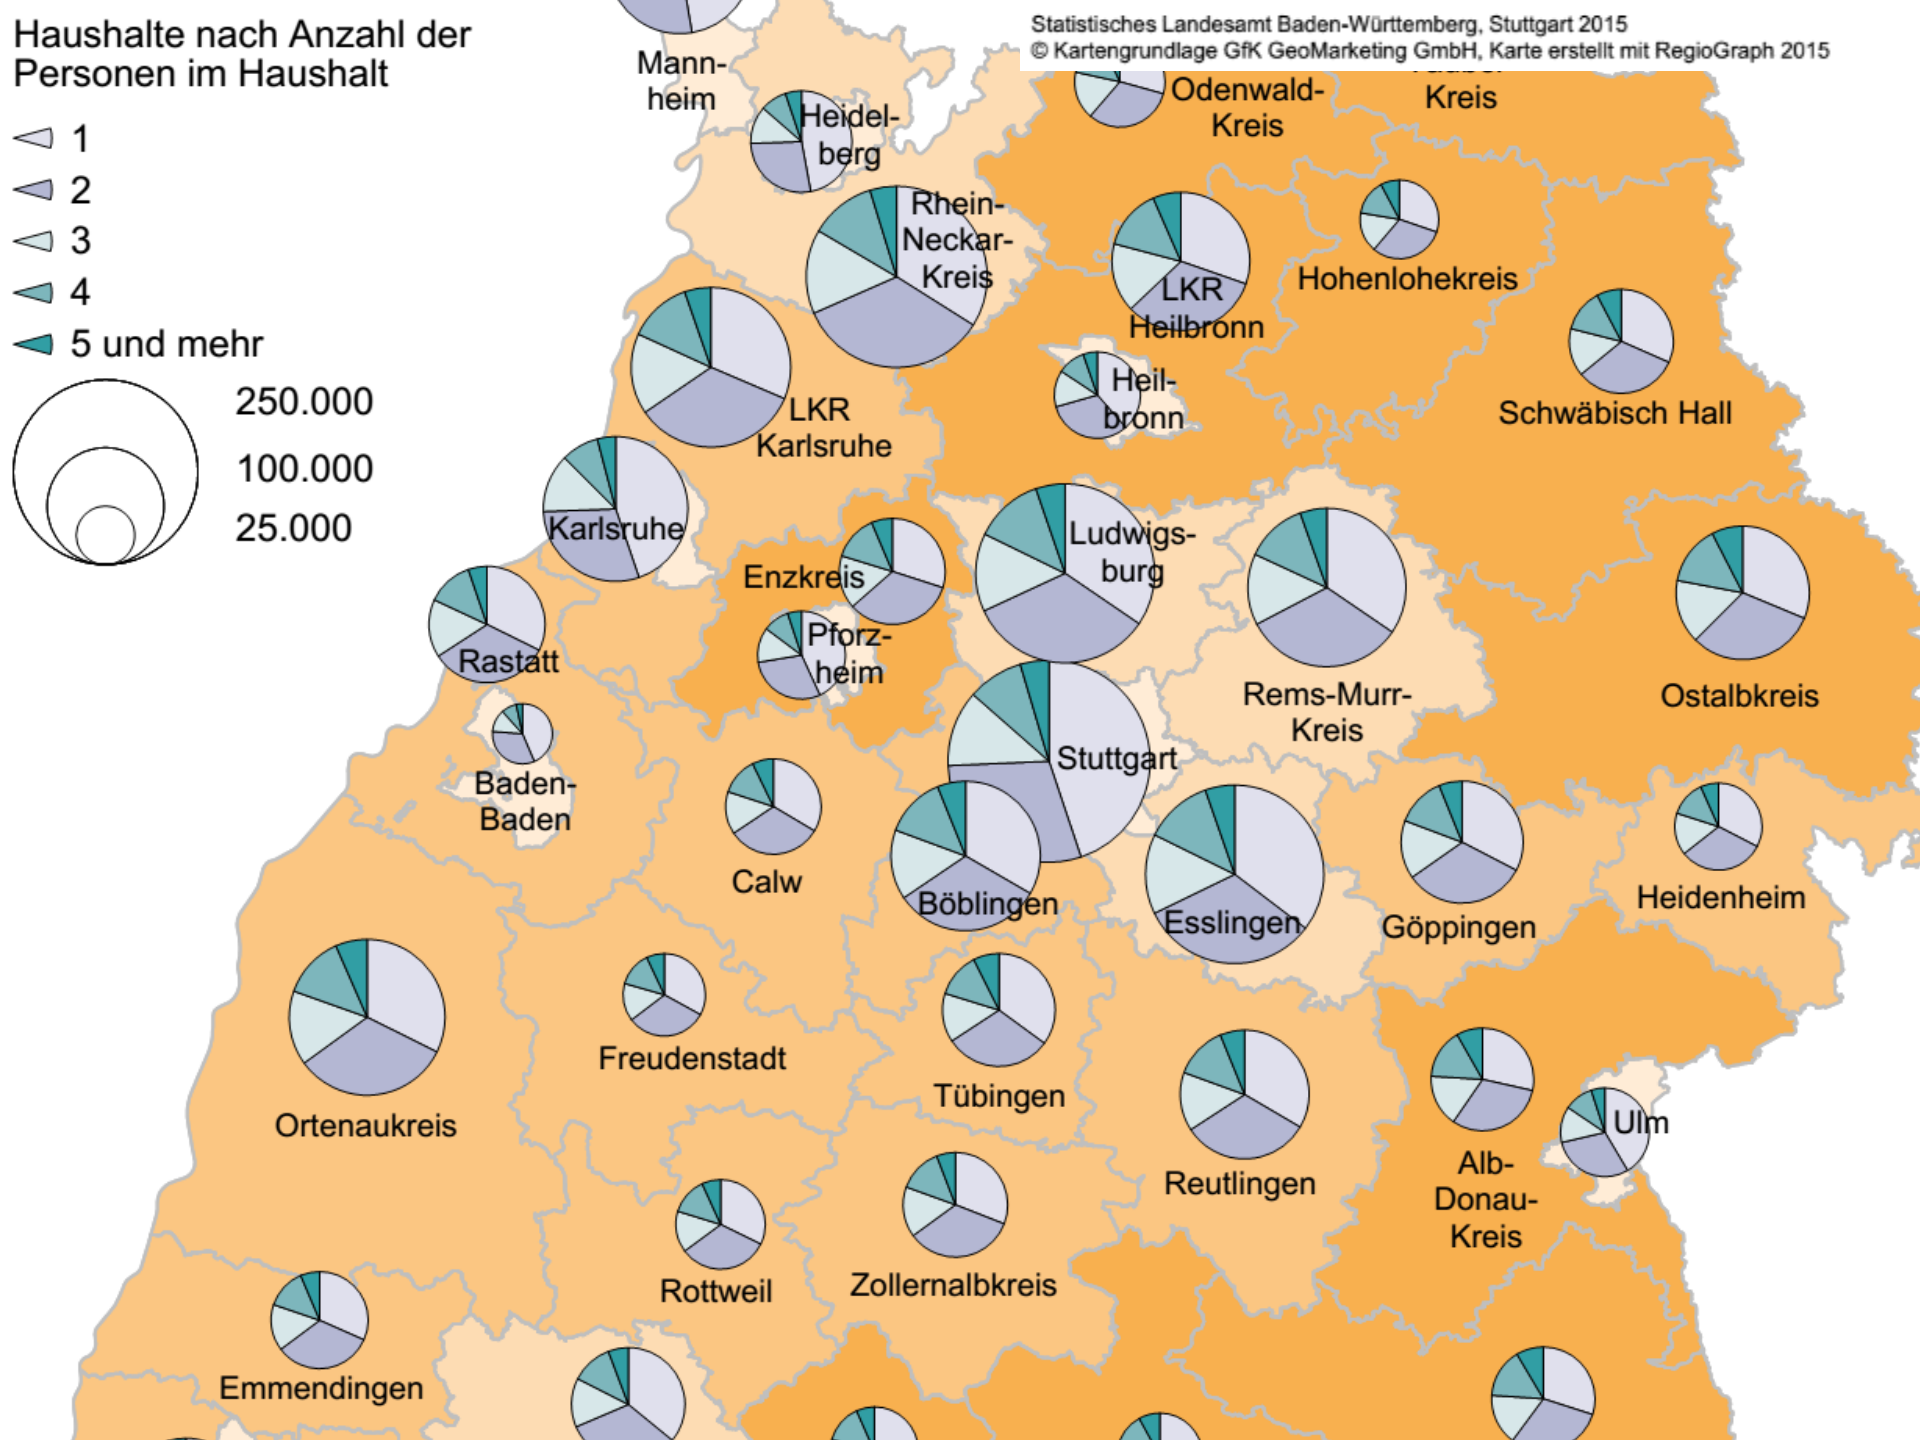 Haushalte nach Anzahl der
Personen im Haushalt
1
2
3
4
5 und mehr
250.000
100.000
25.000
Statistisches Landesamt Baden-Württemberg, Stuttgart 2015
© Kartengrundlage GfK GeoMarketing GmbH, Karte erstellt mit RegioGraph 2015
Mann-
heim
Odenwald-
Kreis
Kreis
Heidel-
berg
Rhein-
Neckar-
Kreis
LKR
Heilbronn
Hohenlohekreis
Heil-
bronn
Schwäbisch Hall
LKR
Karlsruhe
Karlsruhe
Enzkreis
Ludwigs-
burg
Pforz-
heim
Rastatt
Rems-Murr-
Kreis
Ostalbkreis
Stuttgart
Baden-
Baden
Calw
Böblingen
Esslingen
Göppingen
Heidenheim
Freudenstadt
Tübingen
Ortenaukreis
Reutlingen
Ulm
Alb-
Donau-
Kreis
Rottweil
Zollernalbkreis
Emmendingen